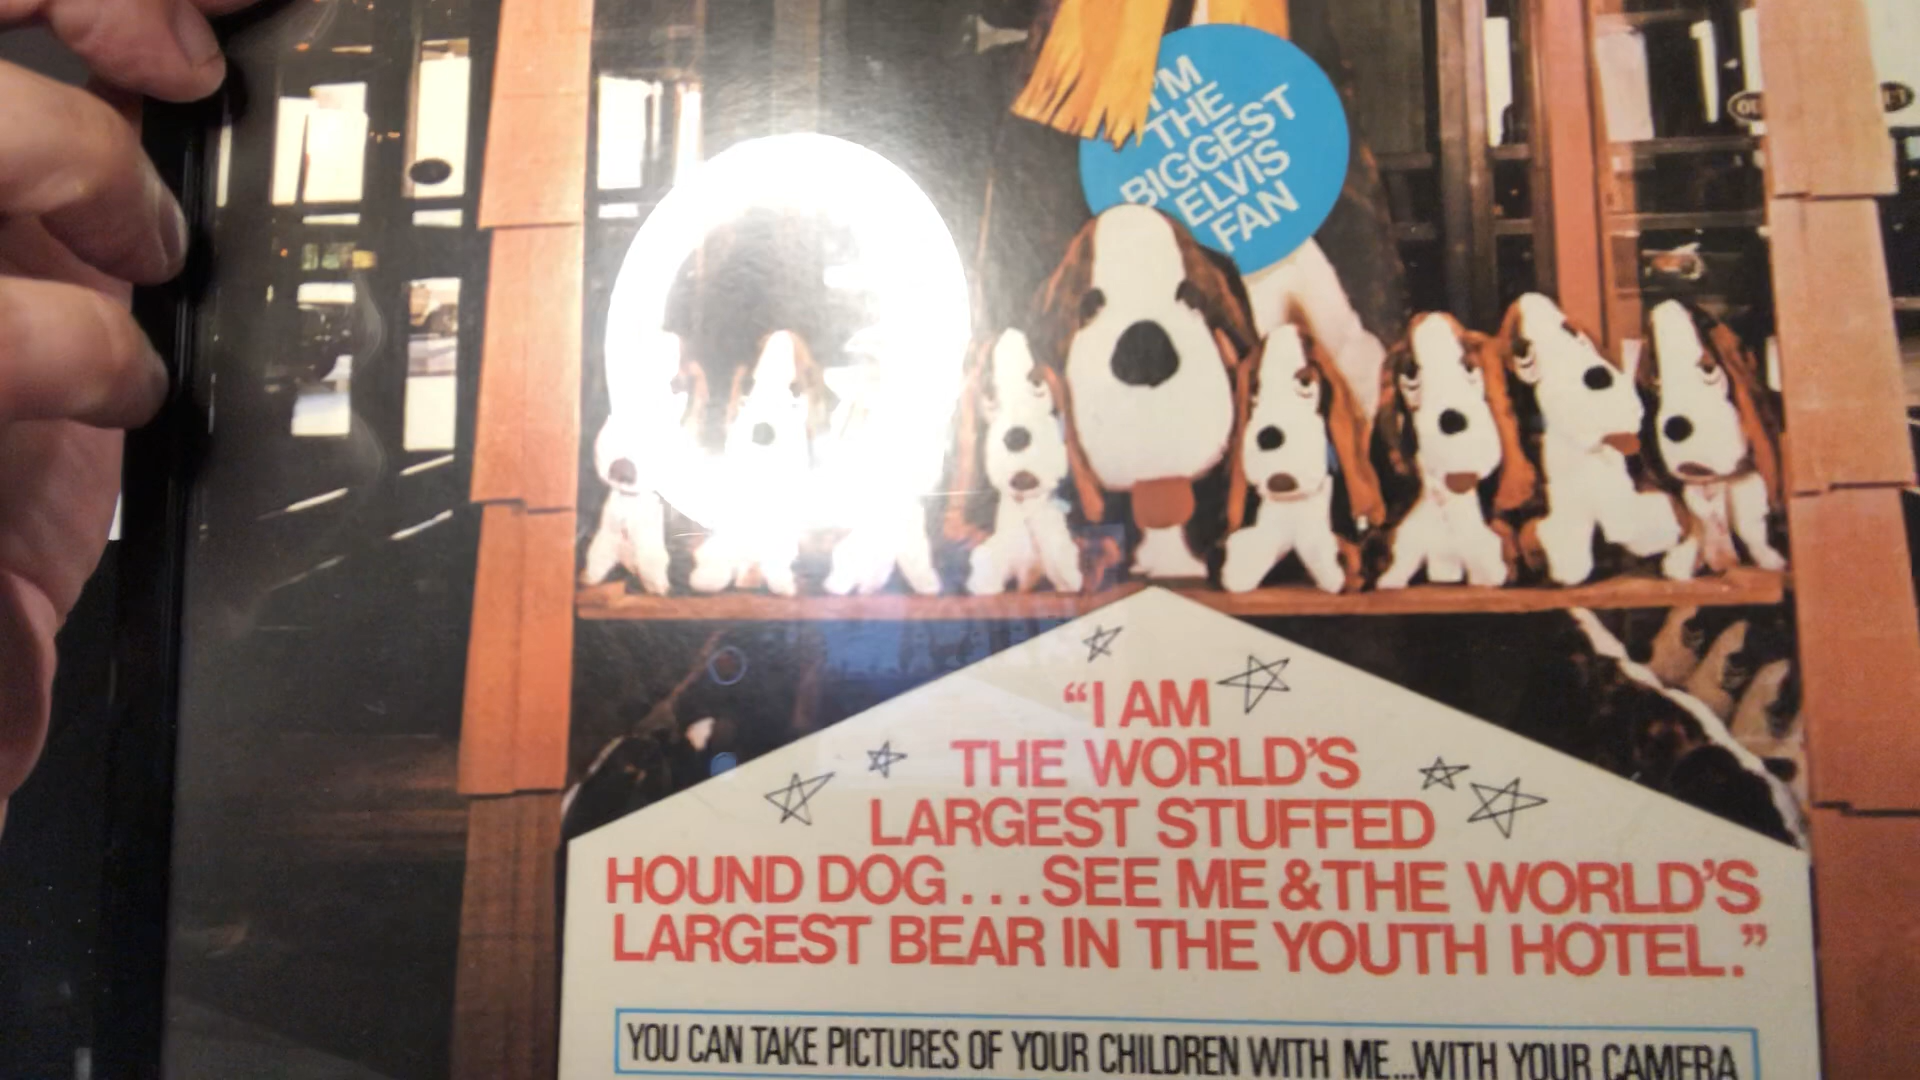 I'M
THE
BIGGEST
ELVIS
FAN
“I AM
THE WORLD'S
LARGEST STUFFED
HOUND DOG...SEE ME & THE WORLD'S
LARGEST BEAR IN THE YOUTH HOTEL.”
YOU CAN TAKE PICTURES OF YOUR CHILDREN WITH ME...WITH YOUR CAMERA